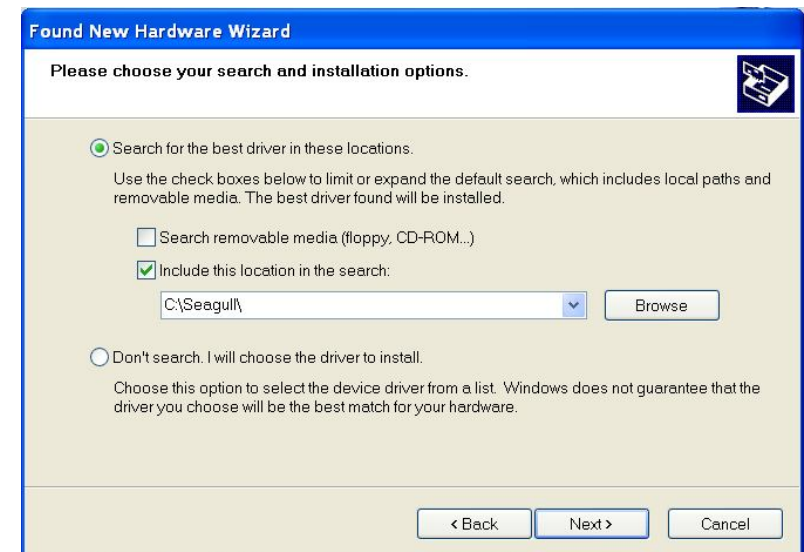 Found New Hardware Wizard
Please choose your search and installation options.
Search for the best driver in these locations.
Use the check boxes below to limit or expand the default search, which includes local paths and
removable media. The best driver found will be installed.
Search removable media (floppy, CD-ROM...)
Include this location in the search:
C:\Seagull\
Browse
Don't search. I will choose the driver to install.
Choose this option to select the device driver from a list. Windows does not guarantee that the
driver you choose will be the best match for your hardware.
< Back
Next >
Cancel